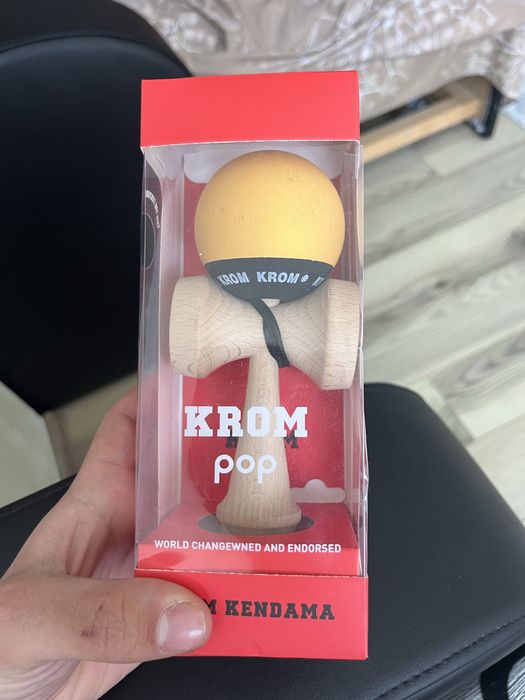 KROM KROM
KROM
pop
WORLD CHANGEWNED AND ENDORSED
M KENDAMA